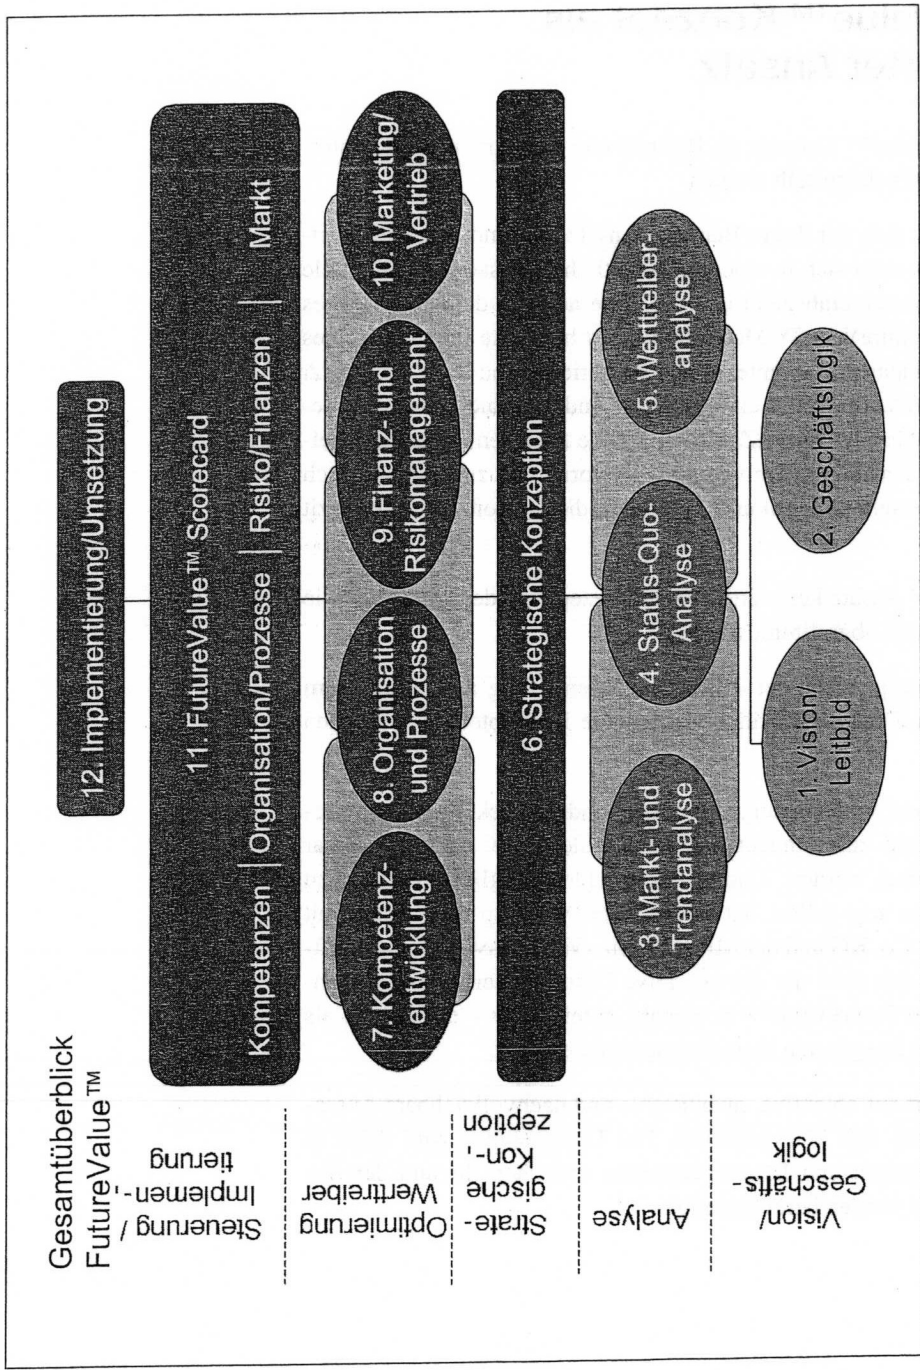 Gesamtüberblick
FutureValue™
Steuerung /
Implemen-,
tierung
12. Implementierung/Umsetzung
11. FutureValue™ Scorecard
Kompetenzen | Organisation/Prozesse | Risiko/Finanzen | Markt
Optimierung
Werttreiber
7. Kompetenz-
entwicklung
8. Organisation
und Prozesse
9. Finanz- und
Risikomanagement
10. Marketing/
Vertrieb
Strate-
gische
Kon-,
zeption
6. Strategische Konzeption
Analyse
3. Markt- und
Trendanalyse
4. Status-Quo-
Analyse
5. Werttreiber-
analyse
Vision/
Geschäfts-
logik
1. Vision/
Leitbild
2. Geschäftslogik